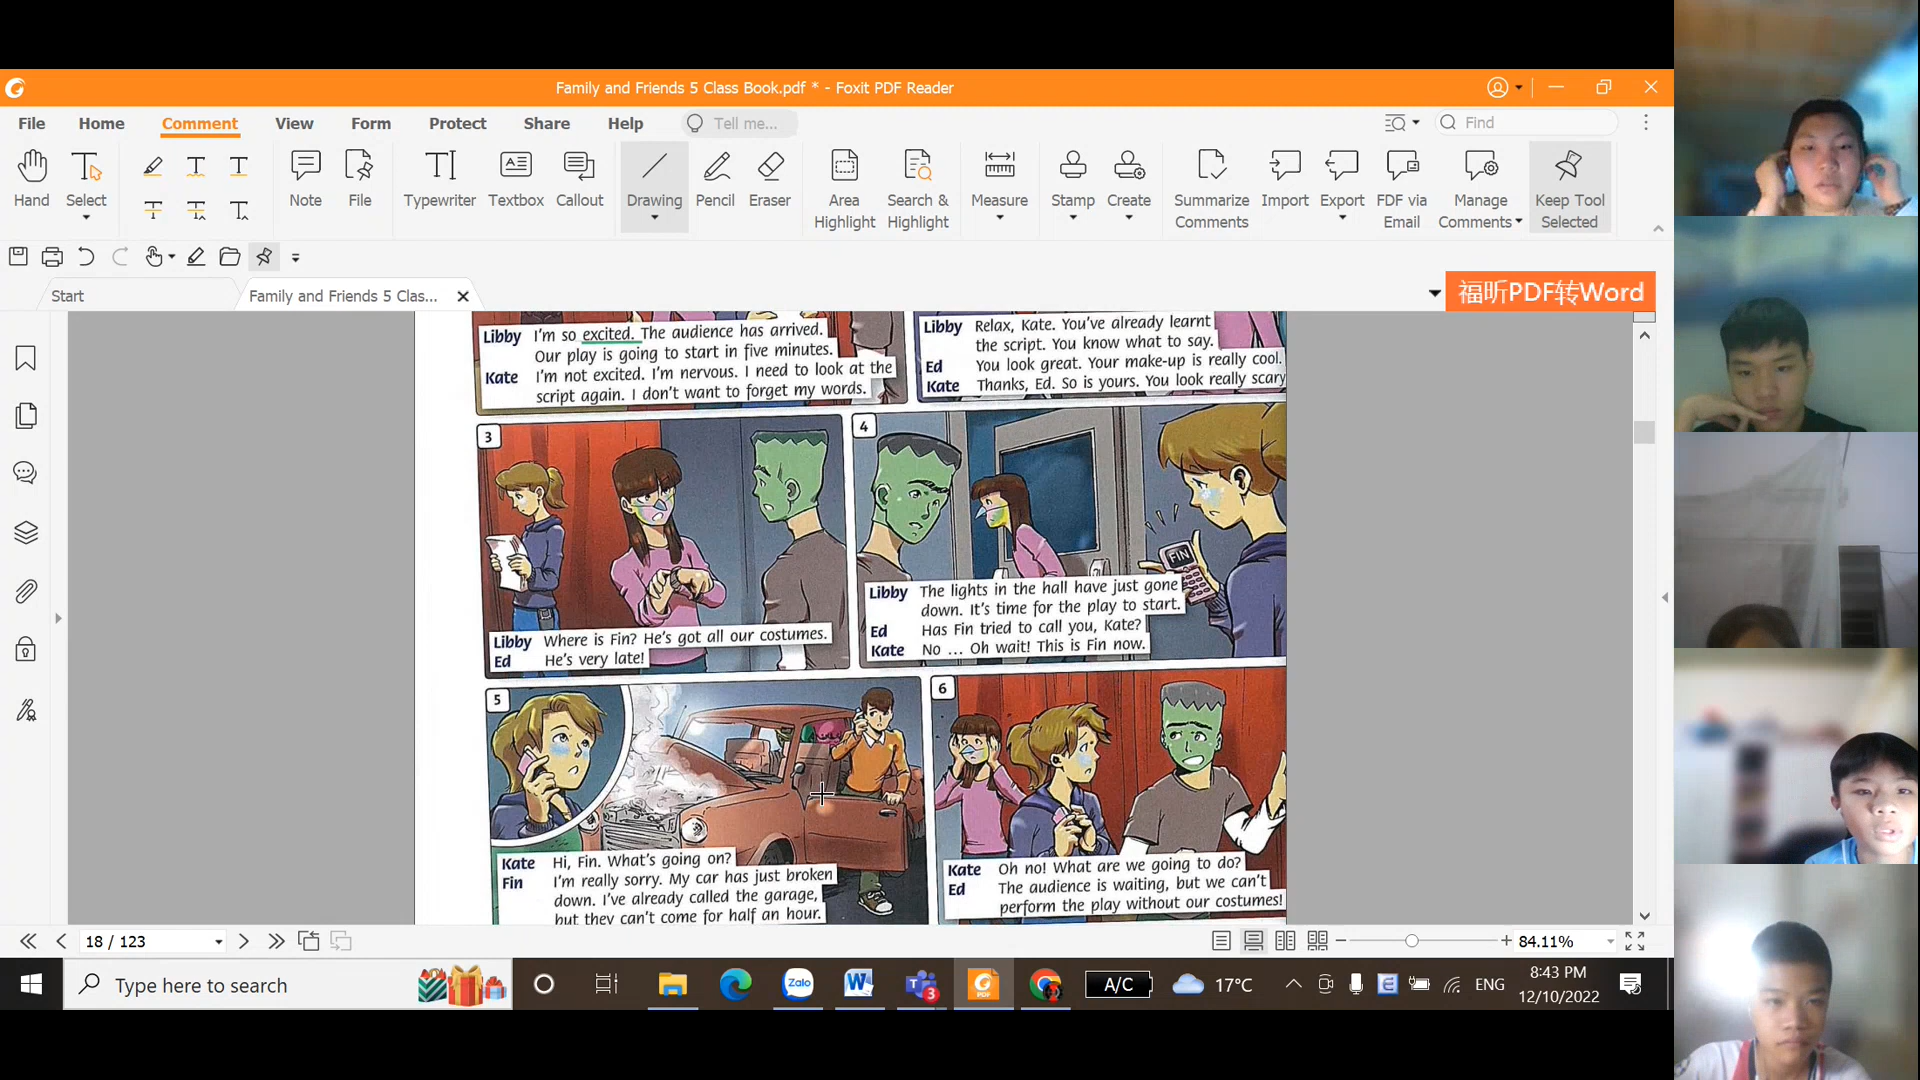 Family and Friends 5 Class Book.pdf * - Foxit PDF Reader
File Home Comment View Form Protect Share Help Tell me... Find
Hand Select Note File Typewriter Textbox Callout Drawing Pencil Eraser Area Highlight Search & Highlight Measure Stamp Create Summarize Comments Import Export FDF via Email Manage Comments Keep Tool Selected
Start Family and Friends 5 Clas... 福昕PDF转Word
Libby I'm so excited. The audience has arrived.
Our play is going to start in five minutes.
Kate I'm not excited. I'm nervous. I need to look at the
script again. I don't want to forget my words.
Libby Relax, Kate. You've already learnt
the script. You know what to say.
Ed You look great. Your make-up is really cool.
Kate Thanks, Ed. So is yours. You look really scary
3
Libby Where is Fin? He's got all our costumes.
Ed He's very late!
4
FIN
Libby The lights in the hall have just gone
down. It's time for the play to start.
Ed Has Fin tried to call you, Kate?
Kate No ... Oh wait! This is Fin now.
5
Kate Hi, Fin. What's going on?
Fin I'm really sorry. My car has just broken
down. I've already called the garage,
but they can't come for half an hour.
6
Kate Oh no! What are we going to do?
Ed The audience is waiting, but we can't
perform the play without our costumes!
18 / 123 84.11%
Type here to search Zalo A/C 17°C ENG 8:43 PM
12/10/2022
3